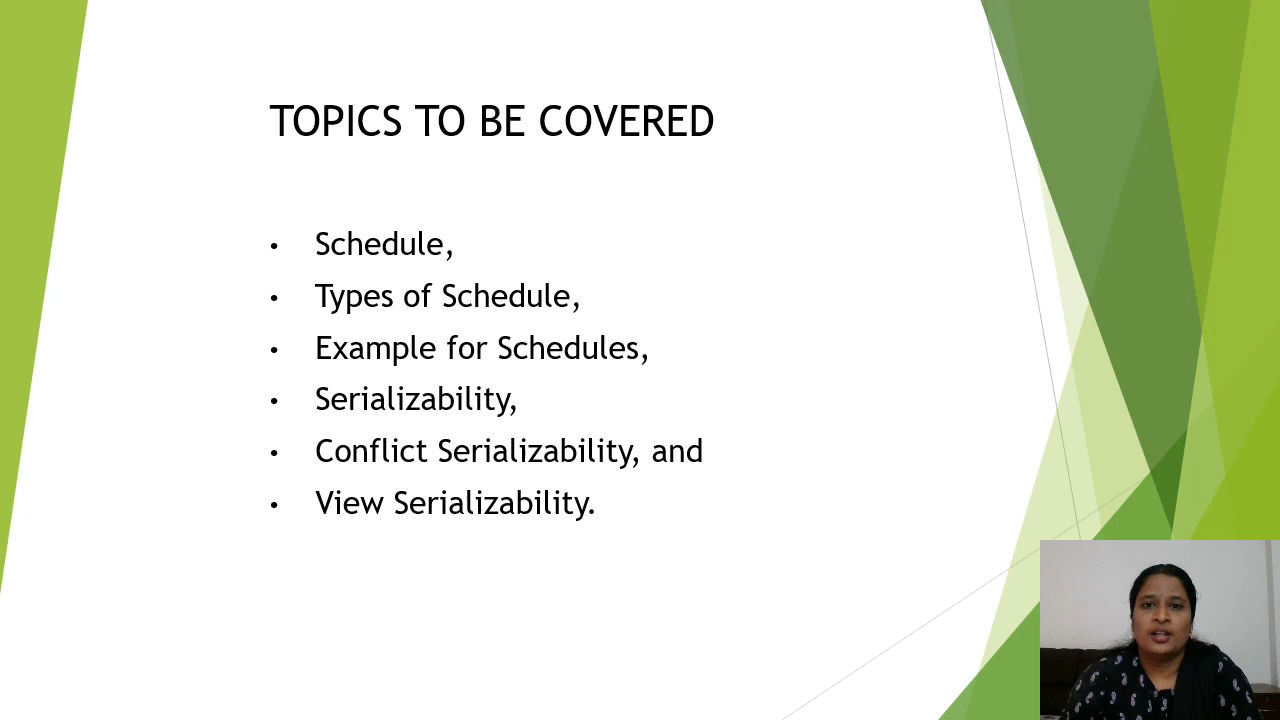 TOPICS TO BE COVERED
• Schedule,
• Types of Schedule,
• Example for Schedules,
• Serializability,
• Conflict Serializability, and
• View Serializability.